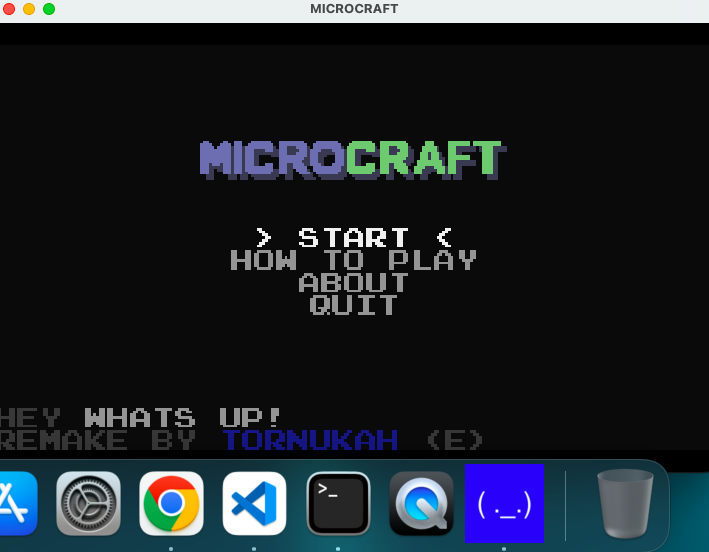 MICROCRAFT
MICROCRAFT
> START <
HOW TO PLAY
ABOUT
QUIT
HEY WHATS UP!
REMAKE BY TORNUKAH (E)
>_
(._.)